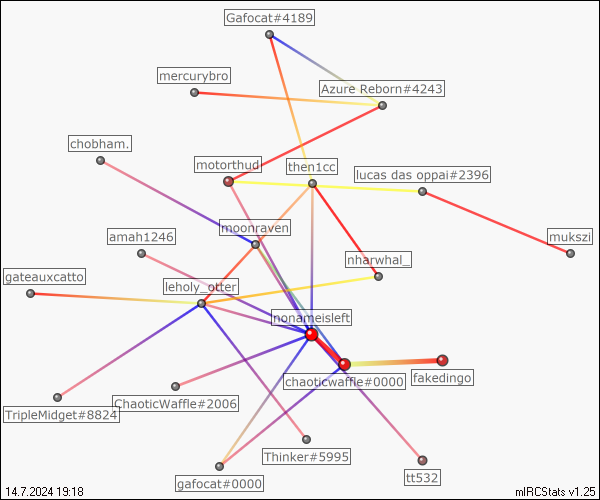 Gafocat#4189
mercurybro
Azure Reborn#4243
chobham.
motorthud
then1cc
lucas das oppai#2396
amah1246
moonraven
mukszi
nharwhal_
gateauxcatto
leholy_otter
nonameisleft
chaoticwaffle#0000
fakedingo
TripleMidget#8824
ChaoticWaffle#2006
Thinker#5995
gafocat#0000
tt532
14.7.2024 19:18
mIRCStats v1.25